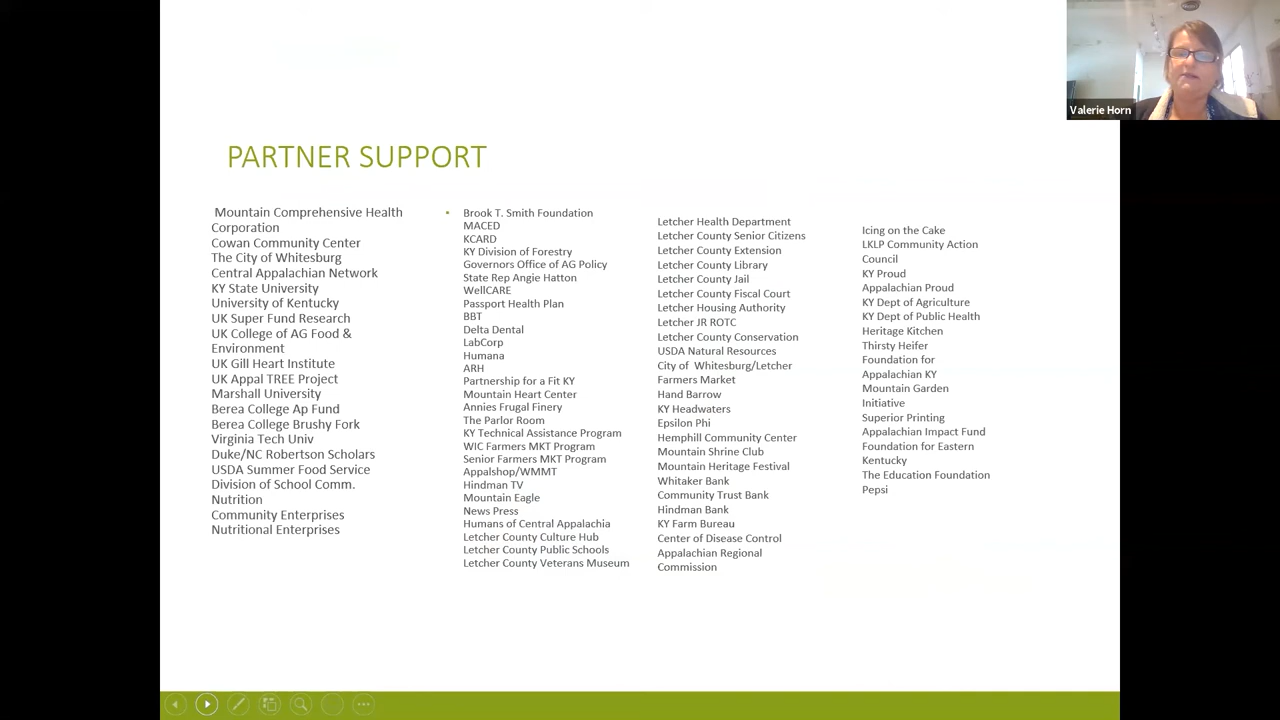 Valerie Horn
PARTNER SUPPORT
Mountain Comprehensive Health
Corporation
Cowan Community Center
The City of Whitesburg
Central Appalachian Network
KY State University
University of Kentucky
UK Super Fund Research
UK College of AG Food &
Environment
UK Gill Heart Institute
UK Appal TREE Project
Marshall University
Berea College Ap Fund
Berea College Brushy Fork
Virginia Tech Univ
Duke/NC Robertson Scholars
USDA Summer Food Service
Division of School Comm.
Nutrition
Community Enterprises
Nutritional Enterprises
• Brook T. Smith Foundation
MACED
KCARD
KY Division of Forestry
Governors Office of AG Policy
State Rep Angie Hatton
WellCARE
Passport Health Plan
BBT
Delta Dental
LabCorp
Humana
ARH
Partnership for a Fit KY
Mountain Heart Center
Annies Frugal Finery
The Parlor Room
KY Technical Assistance Program
WIC Farmers MKT Program
Senior Farmers MKT Program
Appalshop/WMMT
Hindman TV
Mountain Eagle
News Press
Humans of Central Appalachia
Letcher County Culture Hub
Letcher County Public Schools
Letcher County Veterans Museum
Letcher Health Department
Letcher County Senior Citizens
Letcher County Extension
Letcher County Library
Letcher County Jail
Letcher County Fiscal Court
Letcher Housing Authority
Letcher JR ROTC
Letcher County Conservation
USDA Natural Resources
City of Whitesburg/Letcher
Farmers Market
Hand Barrow
KY Headwaters
Epsilon Phi
Hemphill Community Center
Mountain Shrine Club
Mountain Heritage Festival
Whitaker Bank
Community Trust Bank
Hindman Bank
KY Farm Bureau
Center of Disease Control
Appalachian Regional
Commission
Icing on the Cake
LKLP Community Action
Council
KY Proud
Appalachian Proud
KY Dept of Agriculture
KY Dept of Public Health
Heritage Kitchen
Thirsty Heifer
Foundation for
Appalachian KY
Mountain Garden
Initiative
Superior Printing
Appalachian Impact Fund
Foundation for Eastern
Kentucky
The Education Foundation
Pepsi